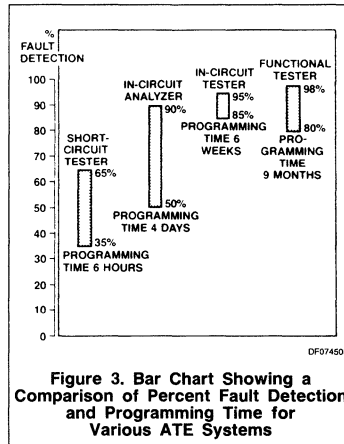 %
FAULT
DETECTION
100
90
80
70
60
50
40
30
20
10
0
SHORT-
CIRCUIT
TESTER
65%
35%
PROGRAMMING
TIME 6 HOURS
IN-CIRCUIT
ANALYZER
90%
50%
PROGRAMMING
TIME 4 DAYS
IN-CIRCUIT
TESTER
95%
85%
PROGRAMMING
TIME 6
WEEKS
FUNCTIONAL
TESTER
98%
80%
PRO-
GRAMMING
TIME
9 MONTHS
DF07450
Figure 3. Bar Chart Showing a
Comparison of Percent Fault Detection
and Programming Time for
Various ATE Systems